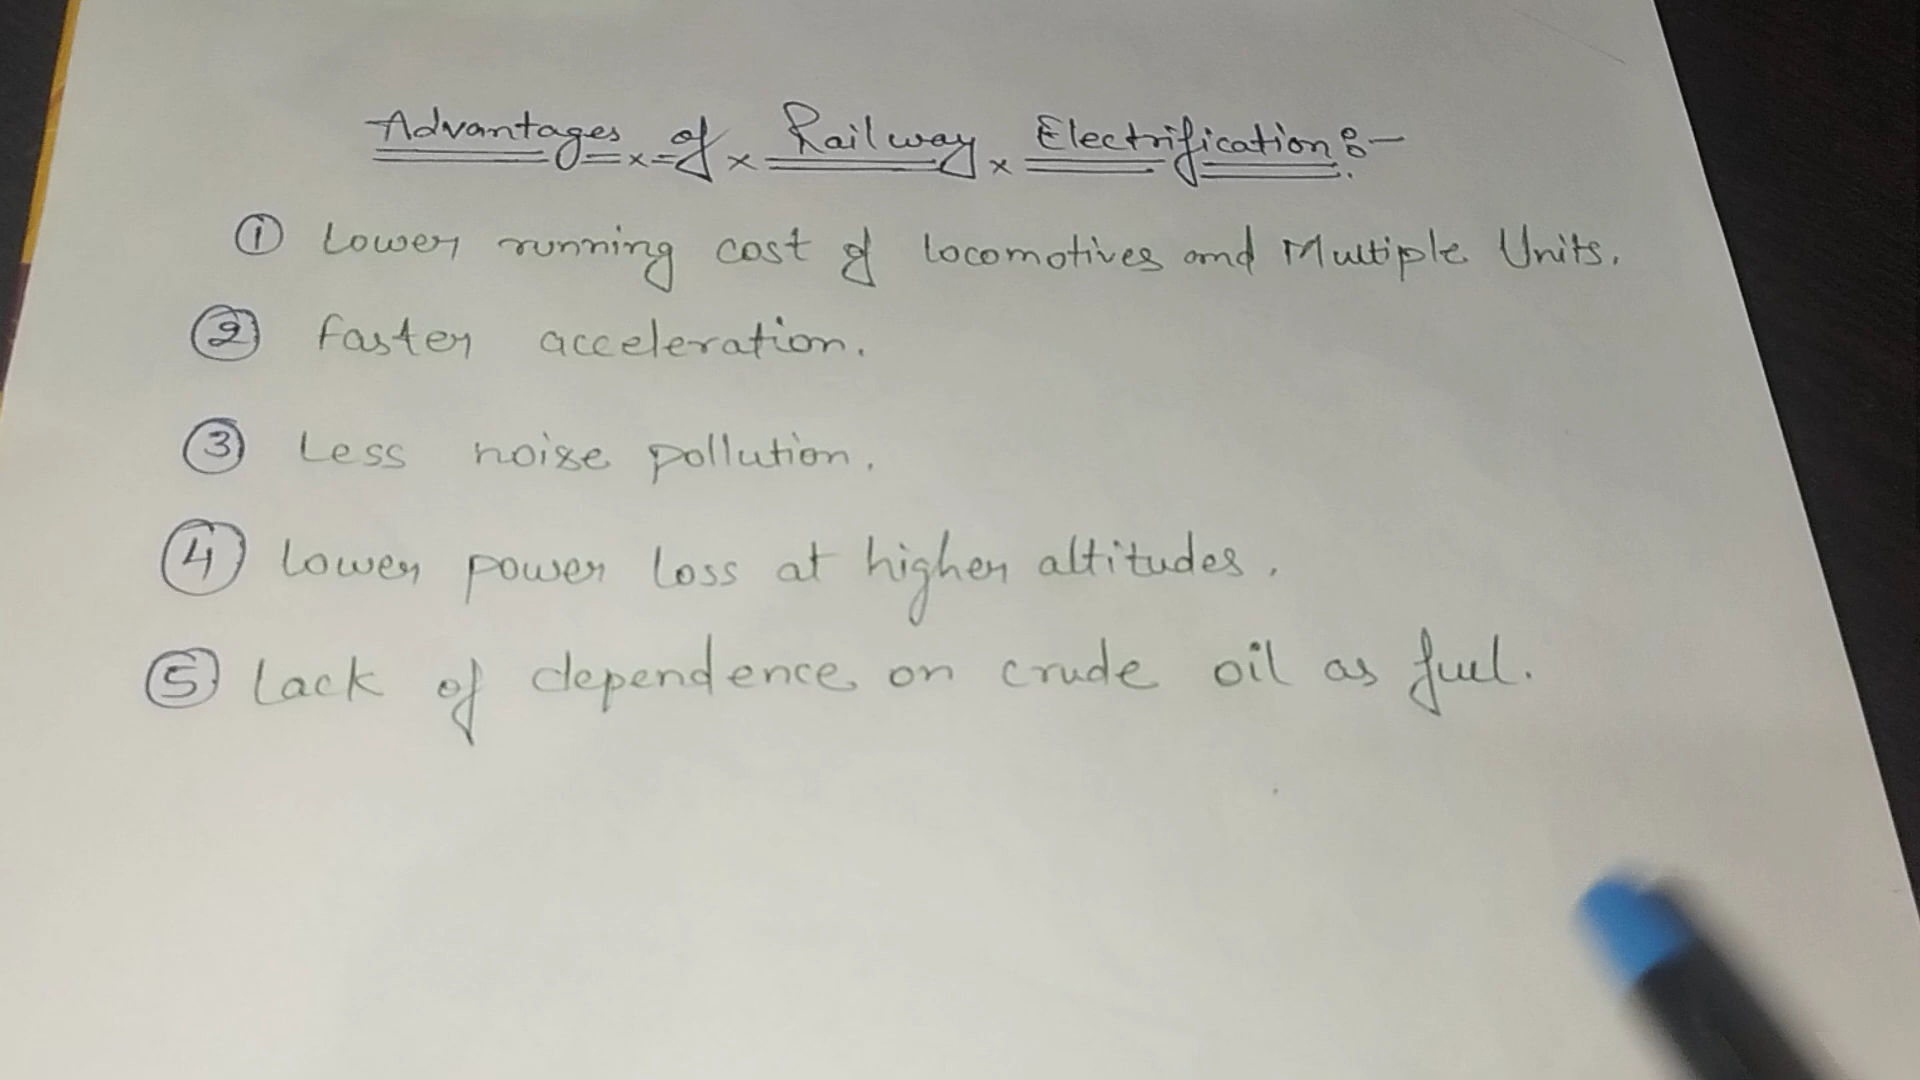 Advantages of Railway Electrification:-
① Lower running cost of locomotives and Multiple Units.
② Faster acceleration.
③ Less noise pollution.
④ Lower power loss at higher altitudes.
⑤ Lack of dependence on crude oil as fuel.